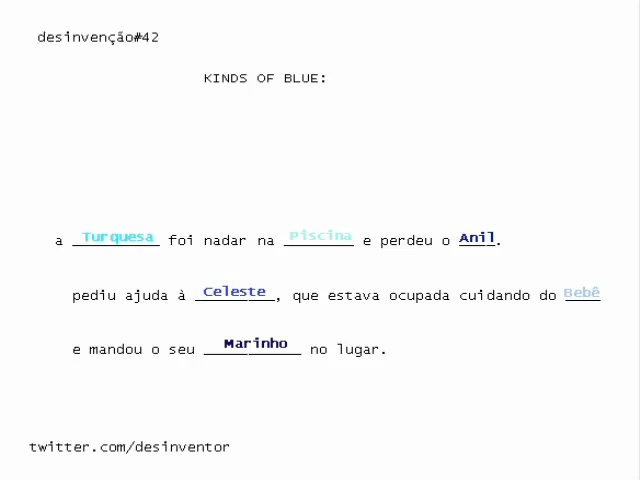 desinvenção#42
KINDS OF BLUE:
a Turquesa foi nadar na Piscina e perdeu o Anil.
pediu ajuda à Celeste, que estava ocupada cuidando do Bebê
e mandou o seu Marinho no lugar.
twitter.com/desinventor